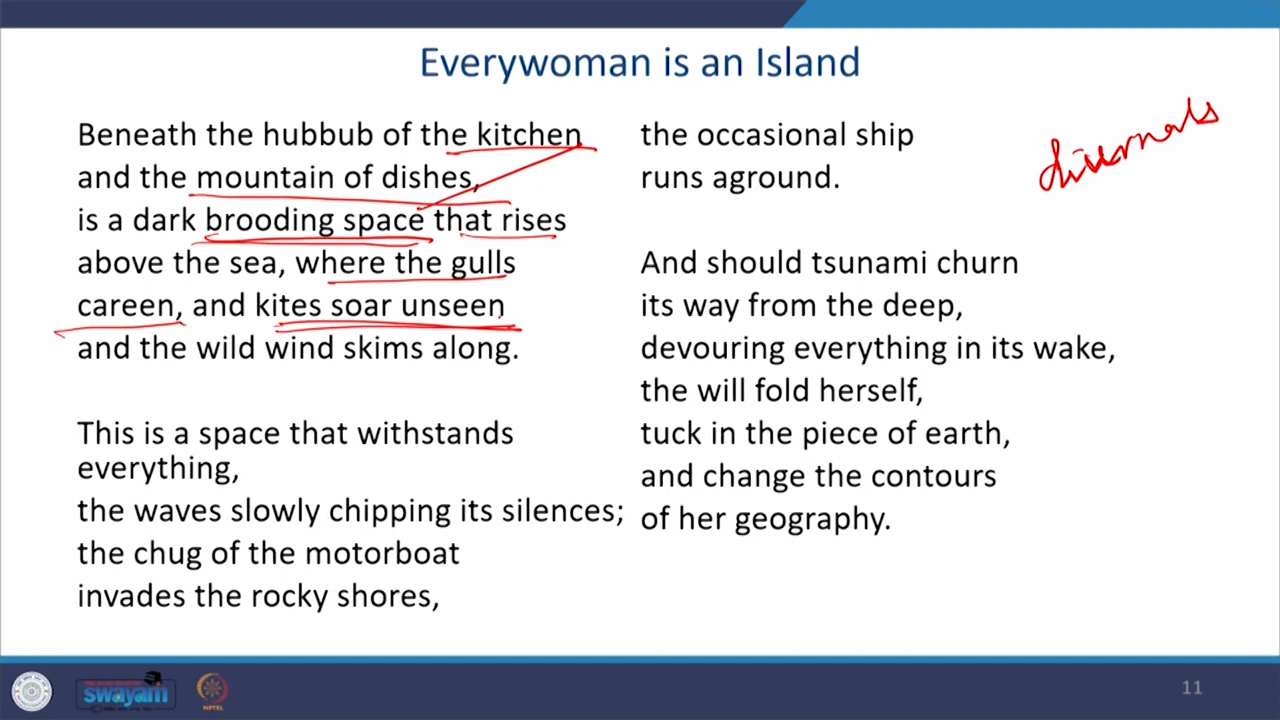 Everywoman is an Island
Beneath the hubbub of the kitchen
and the mountain of dishes,
is a dark brooding space that rises
above the sea, where the gulls
careen, and kites soar unseen
and the wild wind skims along.
This is a space that withstands
everything,
the waves slowly chipping its silences;
the chug of the motorboat
invades the rocky shores,
the occasional ship
runs aground.
And should tsunami churn
its way from the deep,
devouring everything in its wake,
the will fold herself,
tuck in the piece of earth,
and change the contours
of her geography.
swayam
NPTEL
11